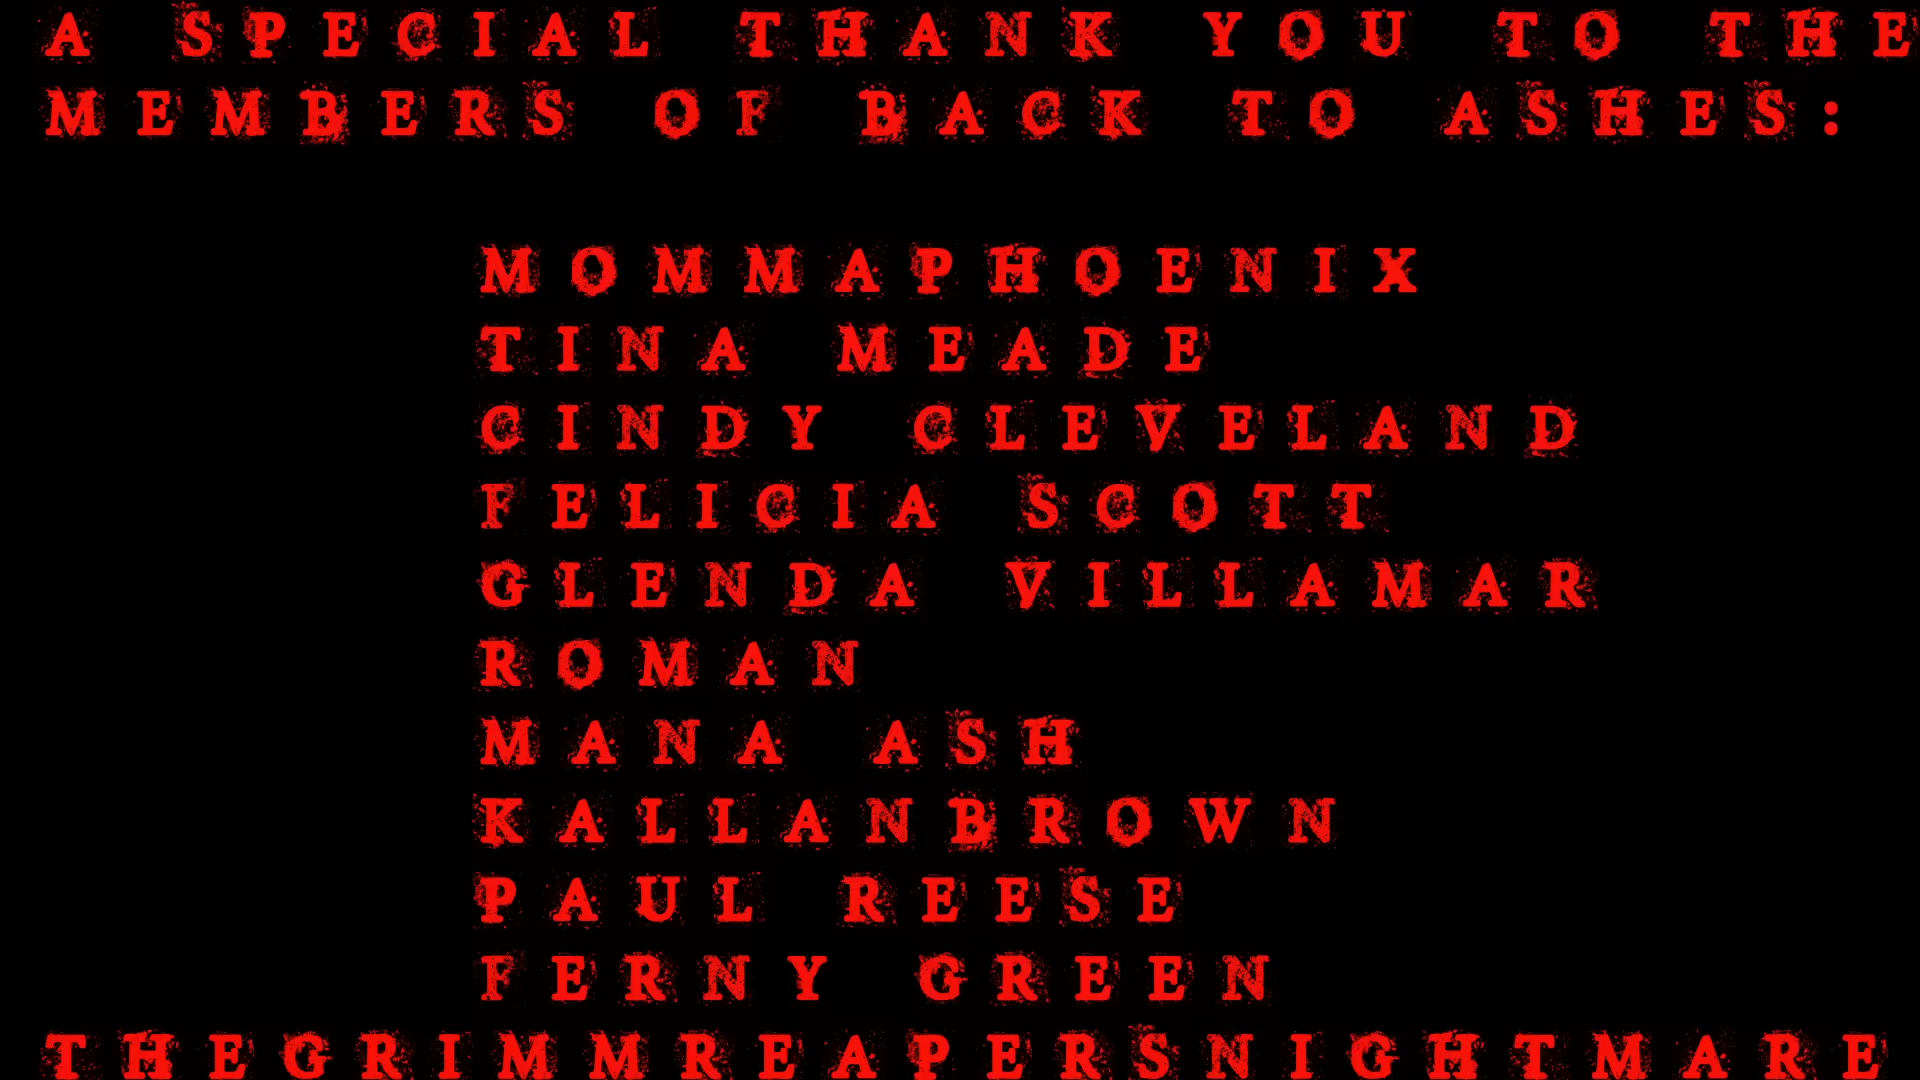 A SPECIAL THANK YOU TO THE
MEMBERS OF BACK TO ASHES:
MOMMAPHOENIX
TINA MEADE
CINDY CLEVELAND
FELICIA SCOTT
GLENDA VILLAMAR
ROMAN
MANA ASH
KALLANBROWN
PAUL REESE
FERNY GREEN
THEGRIMMREAPERSNIGHTMARE